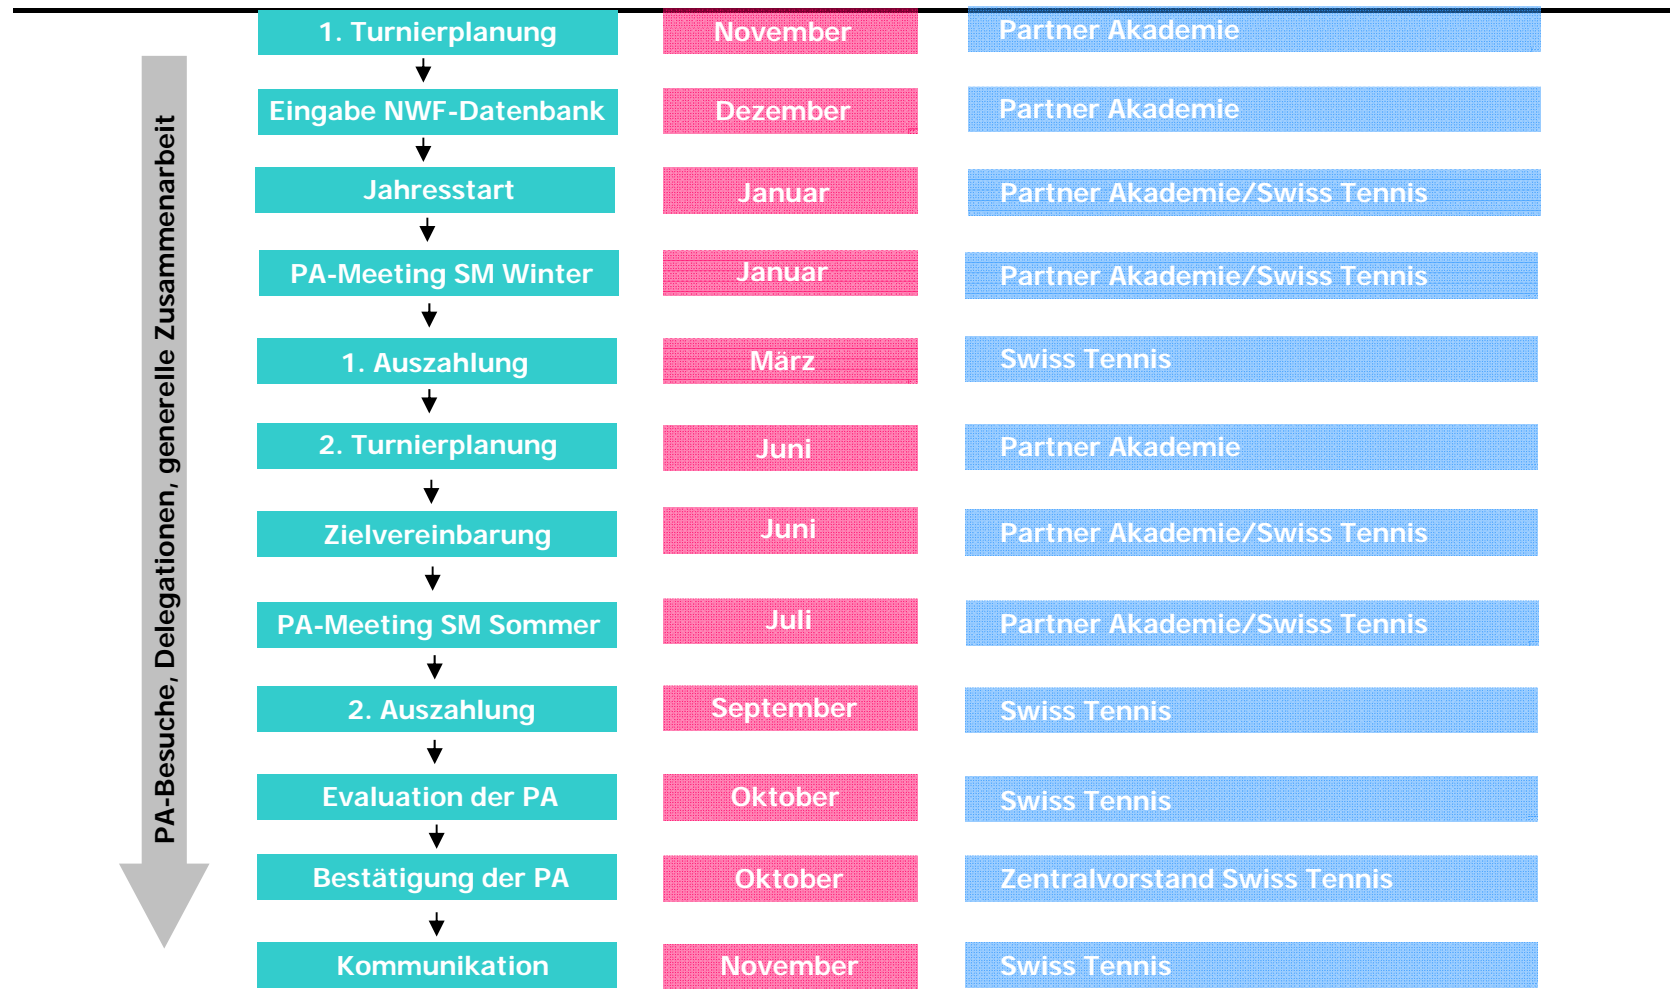 1. Turnierplanung November Partner Akademie
Eingabe NWF-Datenbank Dezember Partner Akademie
Jahresstart Januar Partner Akademie/Swiss Tennis
PA-Meeting SM Winter Januar Partner Akademie/Swiss Tennis
1. Auszahlung März Swiss Tennis
2. Turnierplanung Juni Partner Akademie
Zielvereinbarung Juni Partner Akademie/Swiss Tennis
PA-Meeting SM Sommer Juli Partner Akademie/Swiss Tennis
2. Auszahlung September Swiss Tennis
Evaluation der PA Oktober Swiss Tennis
Bestätigung der PA Oktober Zentralvorstand Swiss Tennis
Kommunikation November Swiss Tennis
PA-Besuche, Delegationen, generelle Zusammenarbeit